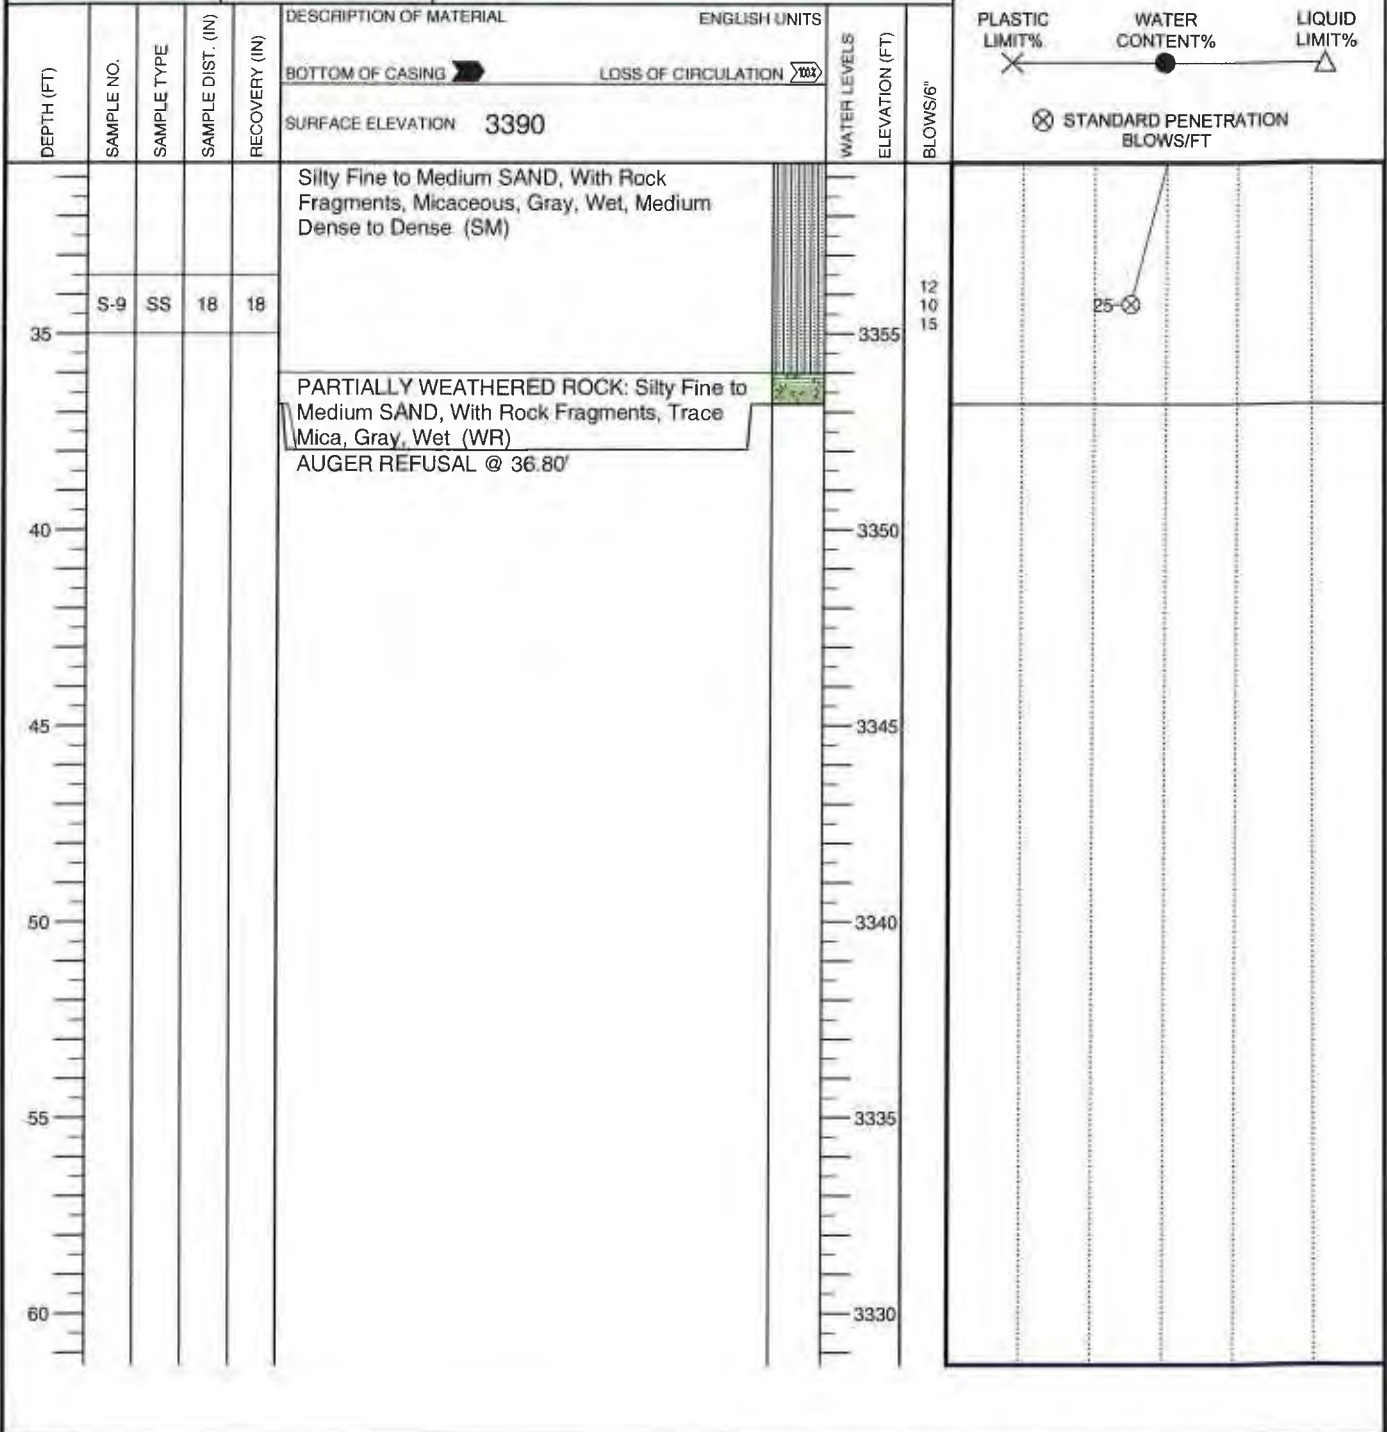 DEPTH (FT)
SAMPLE NO.
SAMPLE TYPE
SAMPLE DIST. (IN)
RECOVERY (IN)
DESCRIPTION OF MATERIAL ENGLISH UNITS
BOTTOM OF CASING LOSS OF CIRCULATION 100%
SURFACE ELEVATION 3390
WATER LEVELS
ELEVATION (FT)
BLOWS/6"
PLASTIC LIMIT%
WATER CONTENT%
LIQUID LIMIT%
STANDARD PENETRATION
BLOWS/FT
Silty Fine to Medium SAND, With Rock
Fragments, Micaceous, Gray, Wet, Medium
Dense to Dense (SM)
S-9 SS 18 18
12
10
15
25
35 3355
PARTIALLY WEATHERED ROCK: Silty Fine to
Medium SAND, With Rock Fragments, Trace
Mica, Gray, Wet (WR)
AUGER REFUSAL @ 36.80'
40 3350
45 3345
50 3340
55 3335
60 3330